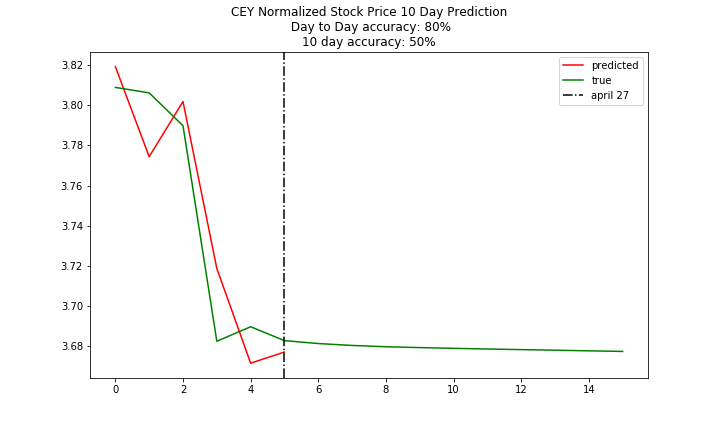 CEY Normalized Stock Price 10 Day Prediction
Day to Day accuracy: 80%
10 day accuracy: 50%
predicted
true
april 27
3.82
3.80
3.78
3.76
3.74
3.72
3.70
3.68
0 2 4 6 8 10 12 14